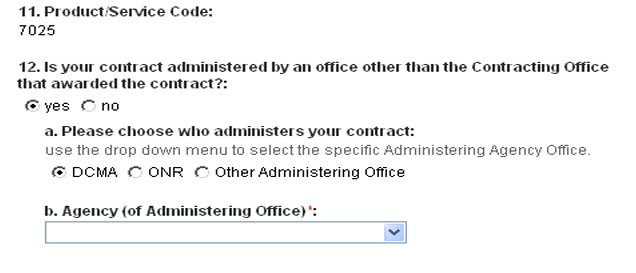 11. Product/Service Code:
7025
12. Is your contract administered by an office other than the Contracting Office
that awarded the contract?:
yes no
a. Please choose who administers your contract:
use the drop down menu to select the specific Administering Agency Office.
DCMA ONR Other Administering Office
b. Agency (of Administering Office)*: